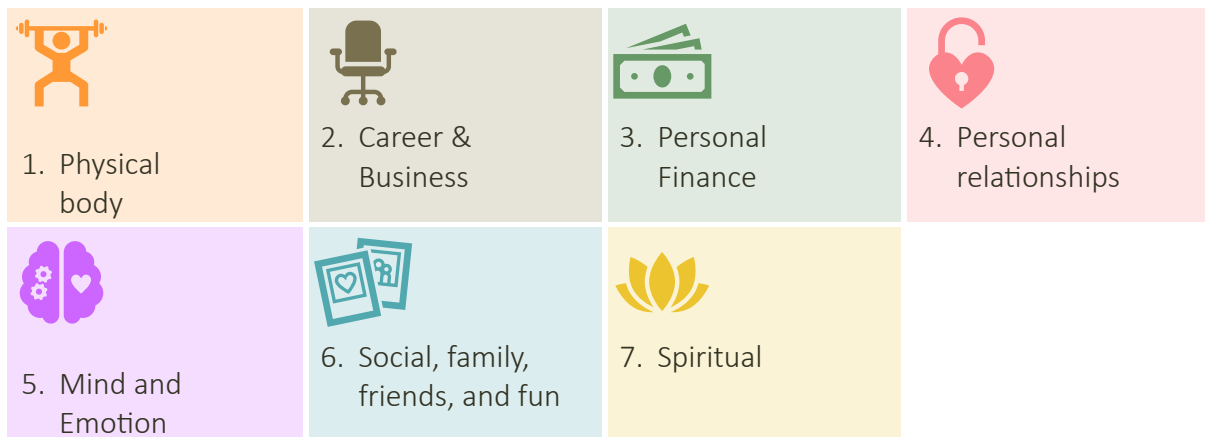 1. Physical
body
2. Career &
Business
3. Personal
Finance
4. Personal
relationships
5. Mind and
Emotion
6. Social, family,
friends, and fun
7. Spiritual